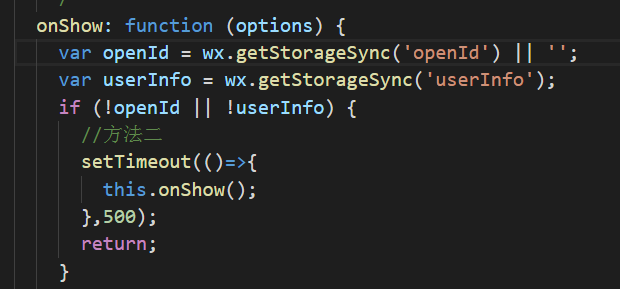 onShow: function (options) {
var openId = wx.getStorageSync('openId') || '';
var userInfo = wx.getStorageSync('userInfo');
if (!openId || !userInfo) {
//方法二
setTimeout(()=>{
this.onShow();
},500);
return;
}